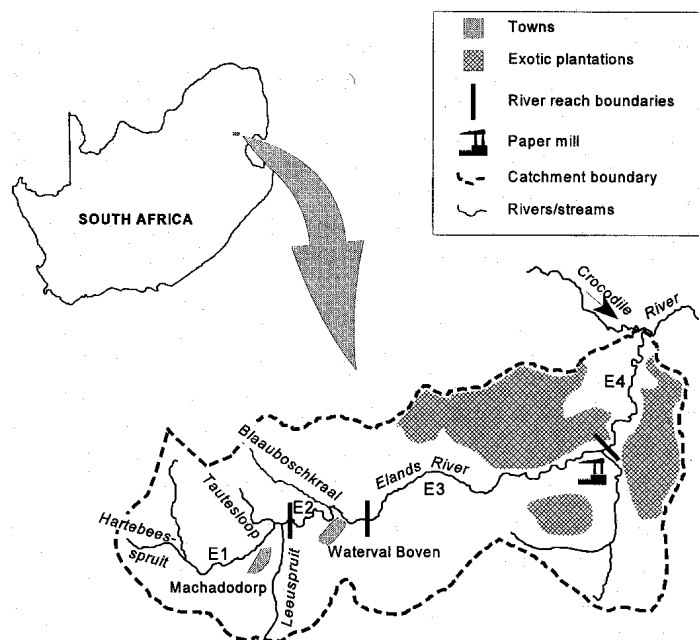 Towns
Exotic plantations
River reach boundaries
Paper mill
Catchment boundary
Rivers/streams
SOUTH AFRICA
Crocodile
River
E4
Blaauboschkraal
Elands River
E3
Tautesloop
E2
Hartebees-
spruit
E1
Waterval Boven
Machadodorp
Leeuspruit